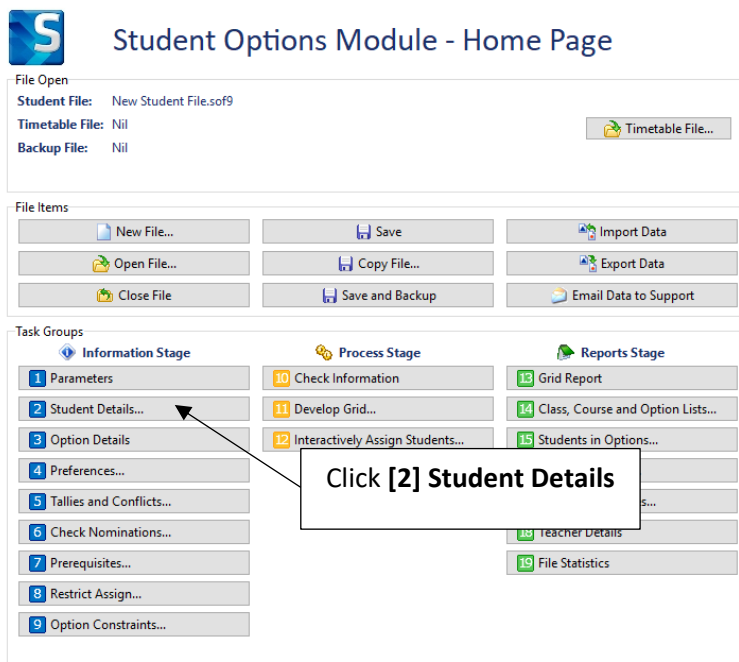 S
Student Options Module - Home Page
File Open
Student File: New Student File.sof9
Timetable File: Nil
Timetable File...
Backup File: Nil
File Items
New File...
Save
Import Data
Open File...
Copy File...
Export Data
Close File
Save and Backup
Email Data to Support
Task Groups
Information Stage
Process Stage
Reports Stage
1 Parameters
10 Check Information
13 Grid Report
2 Student Details...
11 Develop Grid...
14 Class, Course and Option Lists...
3 Option Details
12 Interactively Assign Students...
15 Students in Options...
4 Preferences...
Click [2] Student Details
5 Tallies and Conflicts...
s...
6 Check Nominations...
18 Teacher Details
7 Prerequisites...
19 File Statistics
8 Restrict Assign...
9 Option Constraints...